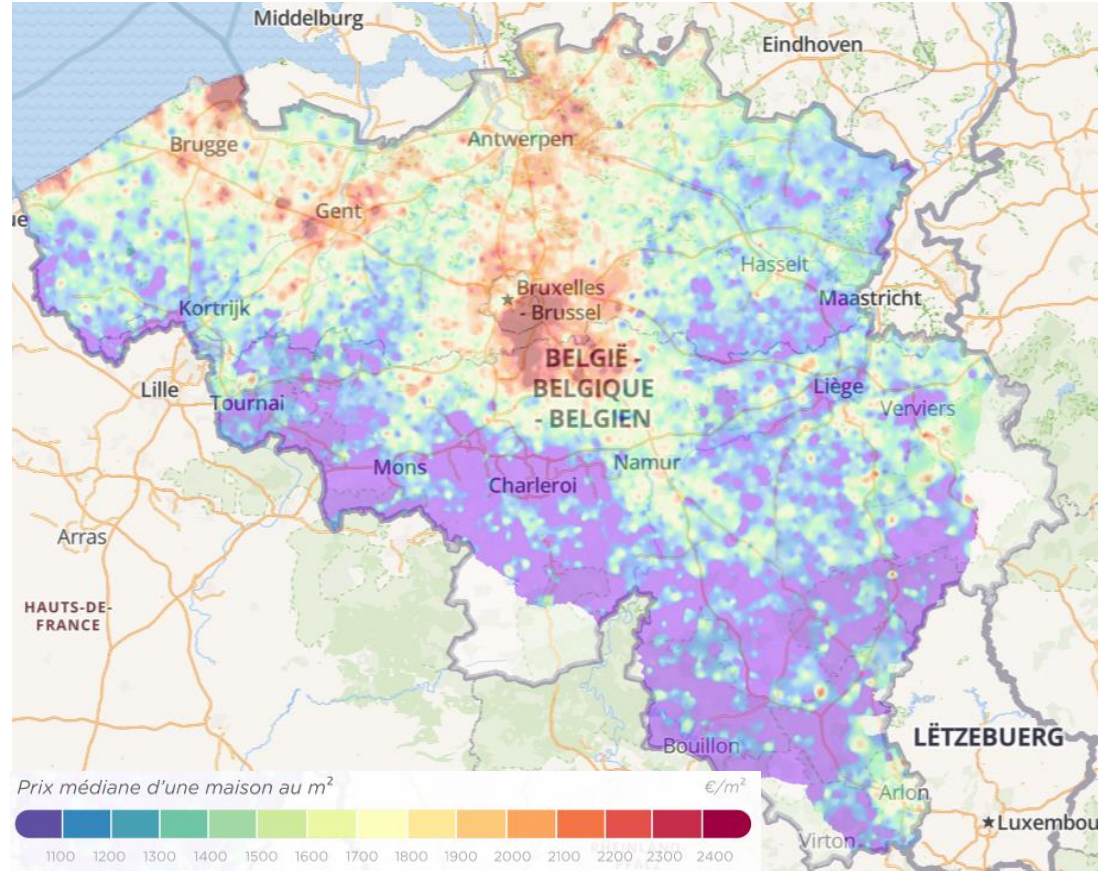 Middelburg
Eindhoven
Brugge
Antwerpen
ue
Gent
Hasselt
Bruxelles
- Brussel
Maastricht
Kortrijk
Lille
Tournai
BELGIË -
BELGIQUE
- BELGIEN
Liège
Verviers
Mons
Charleroi
Namur
Arras
HAUTS-DE-
FRANCE
LËTZEBUERG
Bouillon
Arlon
Luxembou
Virton
Prix médiane d'une maison au m²
€/m²
1100 1200 1300 1400 1500 1600 1700 1800 1900 2000 2100 2200 2300 2400